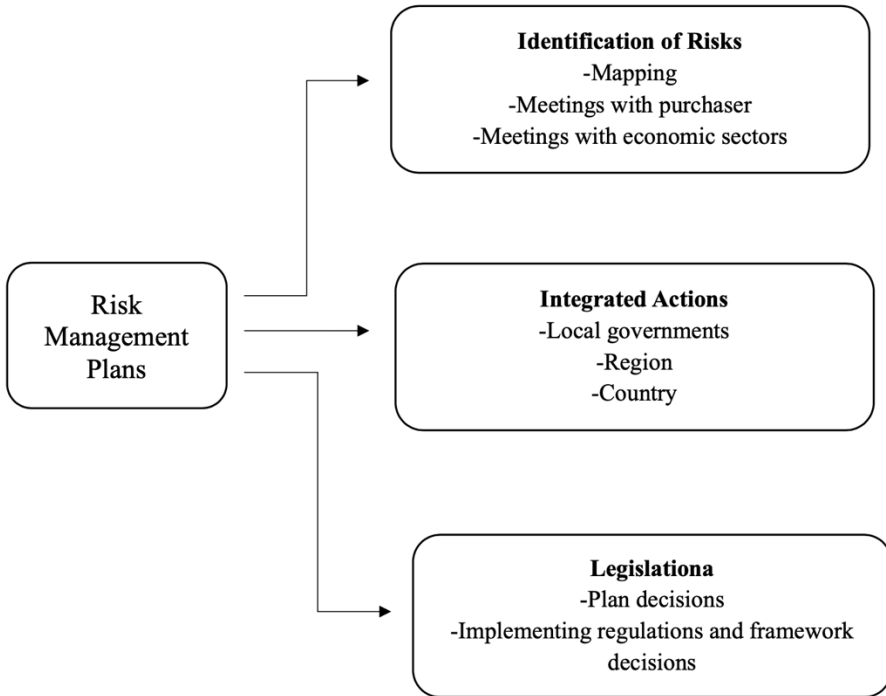 Risk
Management
Plans
Identification of Risks
-Mapping
-Meetings with purchaser
-Meetings with economic sectors
Integrated Actions
-Local governments
-Region
-Country
Legislationa
-Plan decisions
-Implementing regulations and framework
decisions